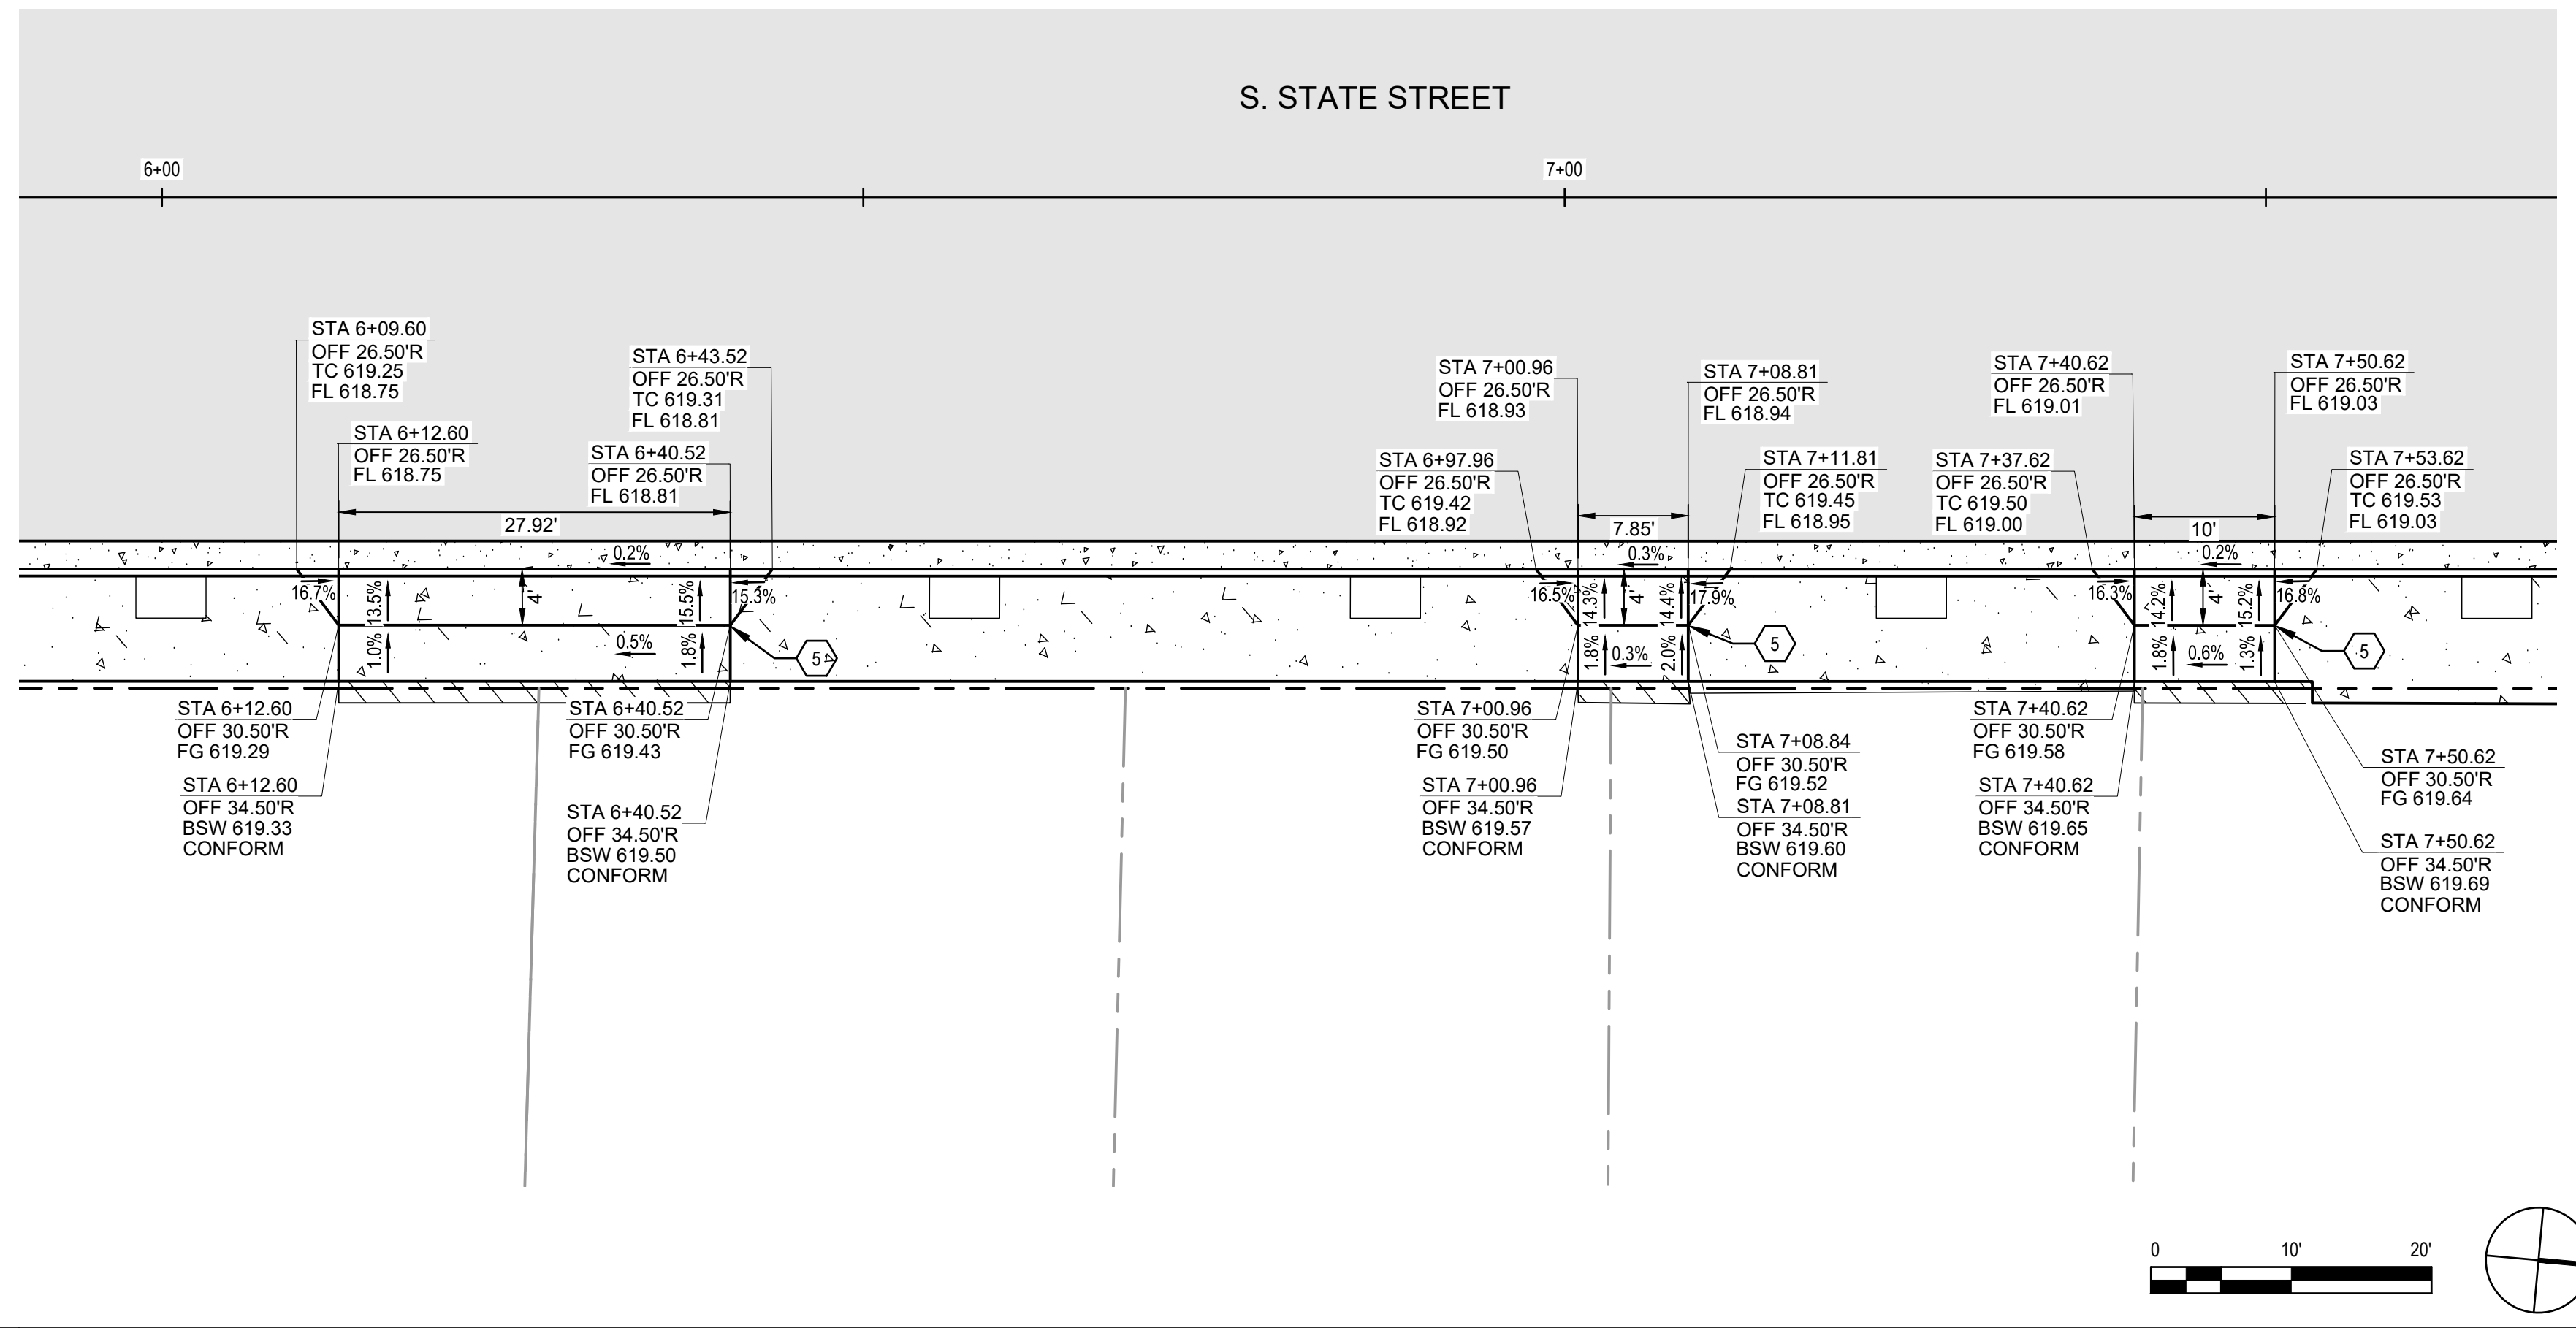 S. STATE STREET
6+00
7+00
STA 6+09.60
OFF 26.50'R
TC 619.25
FL 618.75
STA 6+12.60
OFF 26.50'R
FL 618.75
STA 6+43.52
OFF 26.50'R
TC 619.31
FL 618.81
STA 6+40.52
OFF 26.50'R
FL 618.81
STA 7+00.96
OFF 26.50'R
FL 618.93
STA 6+97.96
OFF 26.50'R
TC 619.42
FL 618.92
STA 7+08.81
OFF 26.50'R
FL 618.94
STA 7+11.81
OFF 26.50'R
TC 619.45
FL 618.95
STA 7+40.62
OFF 26.50'R
FL 619.01
STA 7+37.62
OFF 26.50'R
TC 619.50
FL 619.00
STA 7+50.62
OFF 26.50'R
FL 619.03
STA 7+53.62
OFF 26.50'R
TC 619.53
FL 619.03
27.92'
7.85'
10'
0.2%
0.3%
0.2%
16.7%
13.5%
4'
15.5%
15.3%
16.5%
14.3%
4'
14.4%
17.9%
16.3%
14.2%
4'
15.2%
16.8%
1.0%
0.5%
1.8%
5
1.8%
0.3%
2.0%
5
1.8%
0.6%
1.3%
5
STA 6+12.60
OFF 30.50'R
FG 619.29
STA 6+12.60
OFF 34.50'R
BSW 619.33
CONFORM
STA 6+40.52
OFF 30.50'R
FG 619.43
STA 6+40.52
OFF 34.50'R
BSW 619.50
CONFORM
STA 7+00.96
OFF 30.50'R
FG 619.50
STA 7+00.96
OFF 34.50'R
BSW 619.57
CONFORM
STA 7+08.84
OFF 30.50'R
FG 619.52
STA 7+08.81
OFF 34.50'R
BSW 619.60
CONFORM
STA 7+40.62
OFF 30.50'R
FG 619.58
STA 7+40.62
OFF 34.50'R
BSW 619.65
CONFORM
STA 7+50.62
OFF 30.50'R
FG 619.64
STA 7+50.62
OFF 34.50'R
BSW 619.69
CONFORM
0 10' 20'